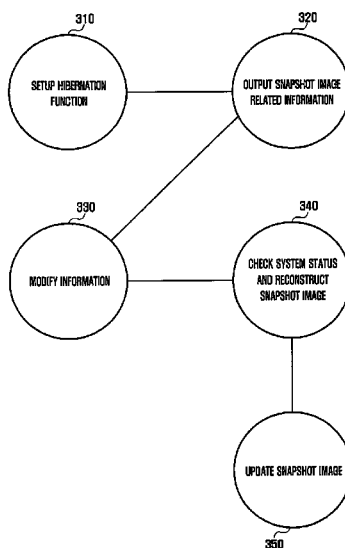 310
SETUP HIBERNATION
FUNCTION
320
OUTPUT SNAPSHOT IMAGE
RELATED INFORMATION
330
MODIFY INFORMATION
340
CHECK SYSTEM STATUS
AND RECONSTRUCT
SNAPSHOT IMAGE
UPDATE SNAPSHOT IMAGE
350